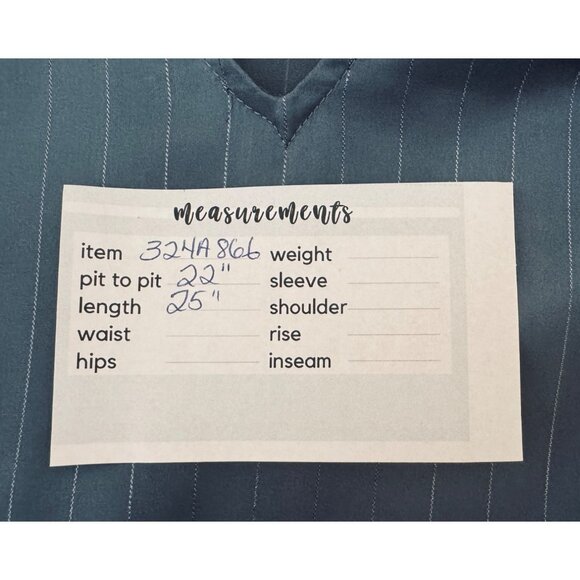 measurements
item 324A866 weight
pit to pit 22" sleeve
length 25" shoulder
waist rise
hips inseam